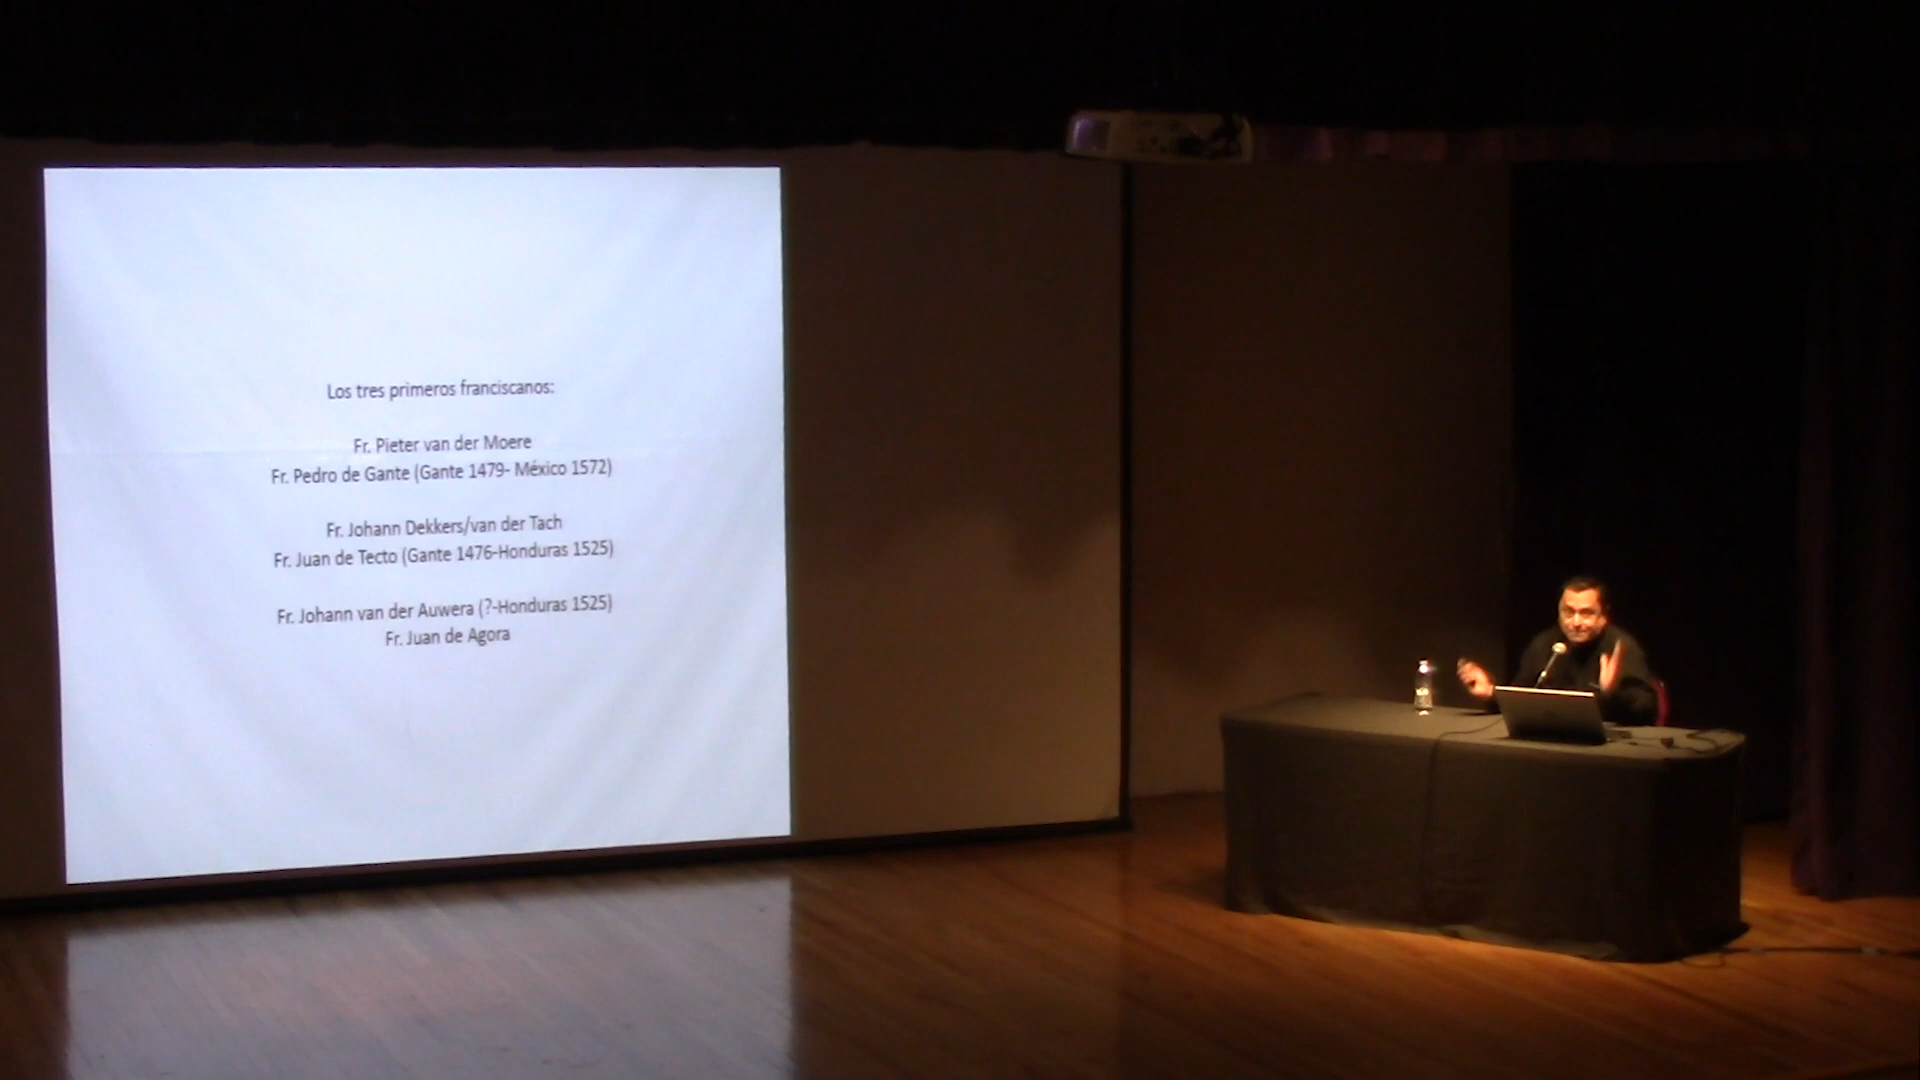 Los tres primeros franciscanos:
Fr. Pieter van der Moere
Fr. Pedro de Gante (Gante 1479- México 1572)
Fr. Johann Dekkers/van der Tach
Fr. Juan de Tecto (Gante 1476-Honduras 1525)
Fr. Johann van der Auwera (?-Honduras 1525)
Fr. Juan de Agora